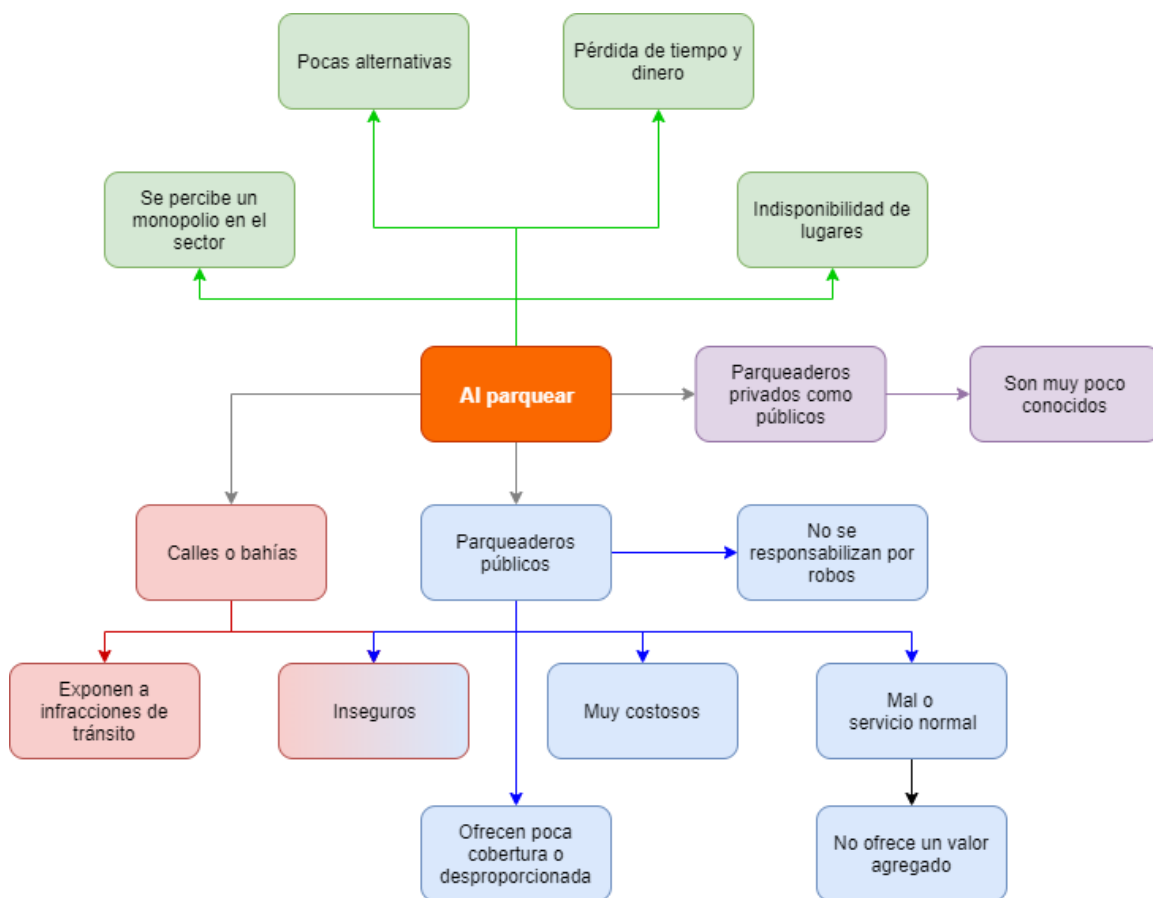 Pocas alternativas
Pérdida de tiempo y
dinero
Se percibe un
monopolio en el
sector
Indisponibilidad de
lugares
Al parquear
Parqueaderos
privados como
públicos
Son muy poco
conocidos
Calles o bahías
Parqueaderos
públicos
No se
responsabilizan por
robos
Exponen a
infracciones de
tránsito
Inseguros
Muy costosos
Mal o
servicio normal
Ofrecen poca
cobertura o
desproporcionada
No ofrece un valor
agregado